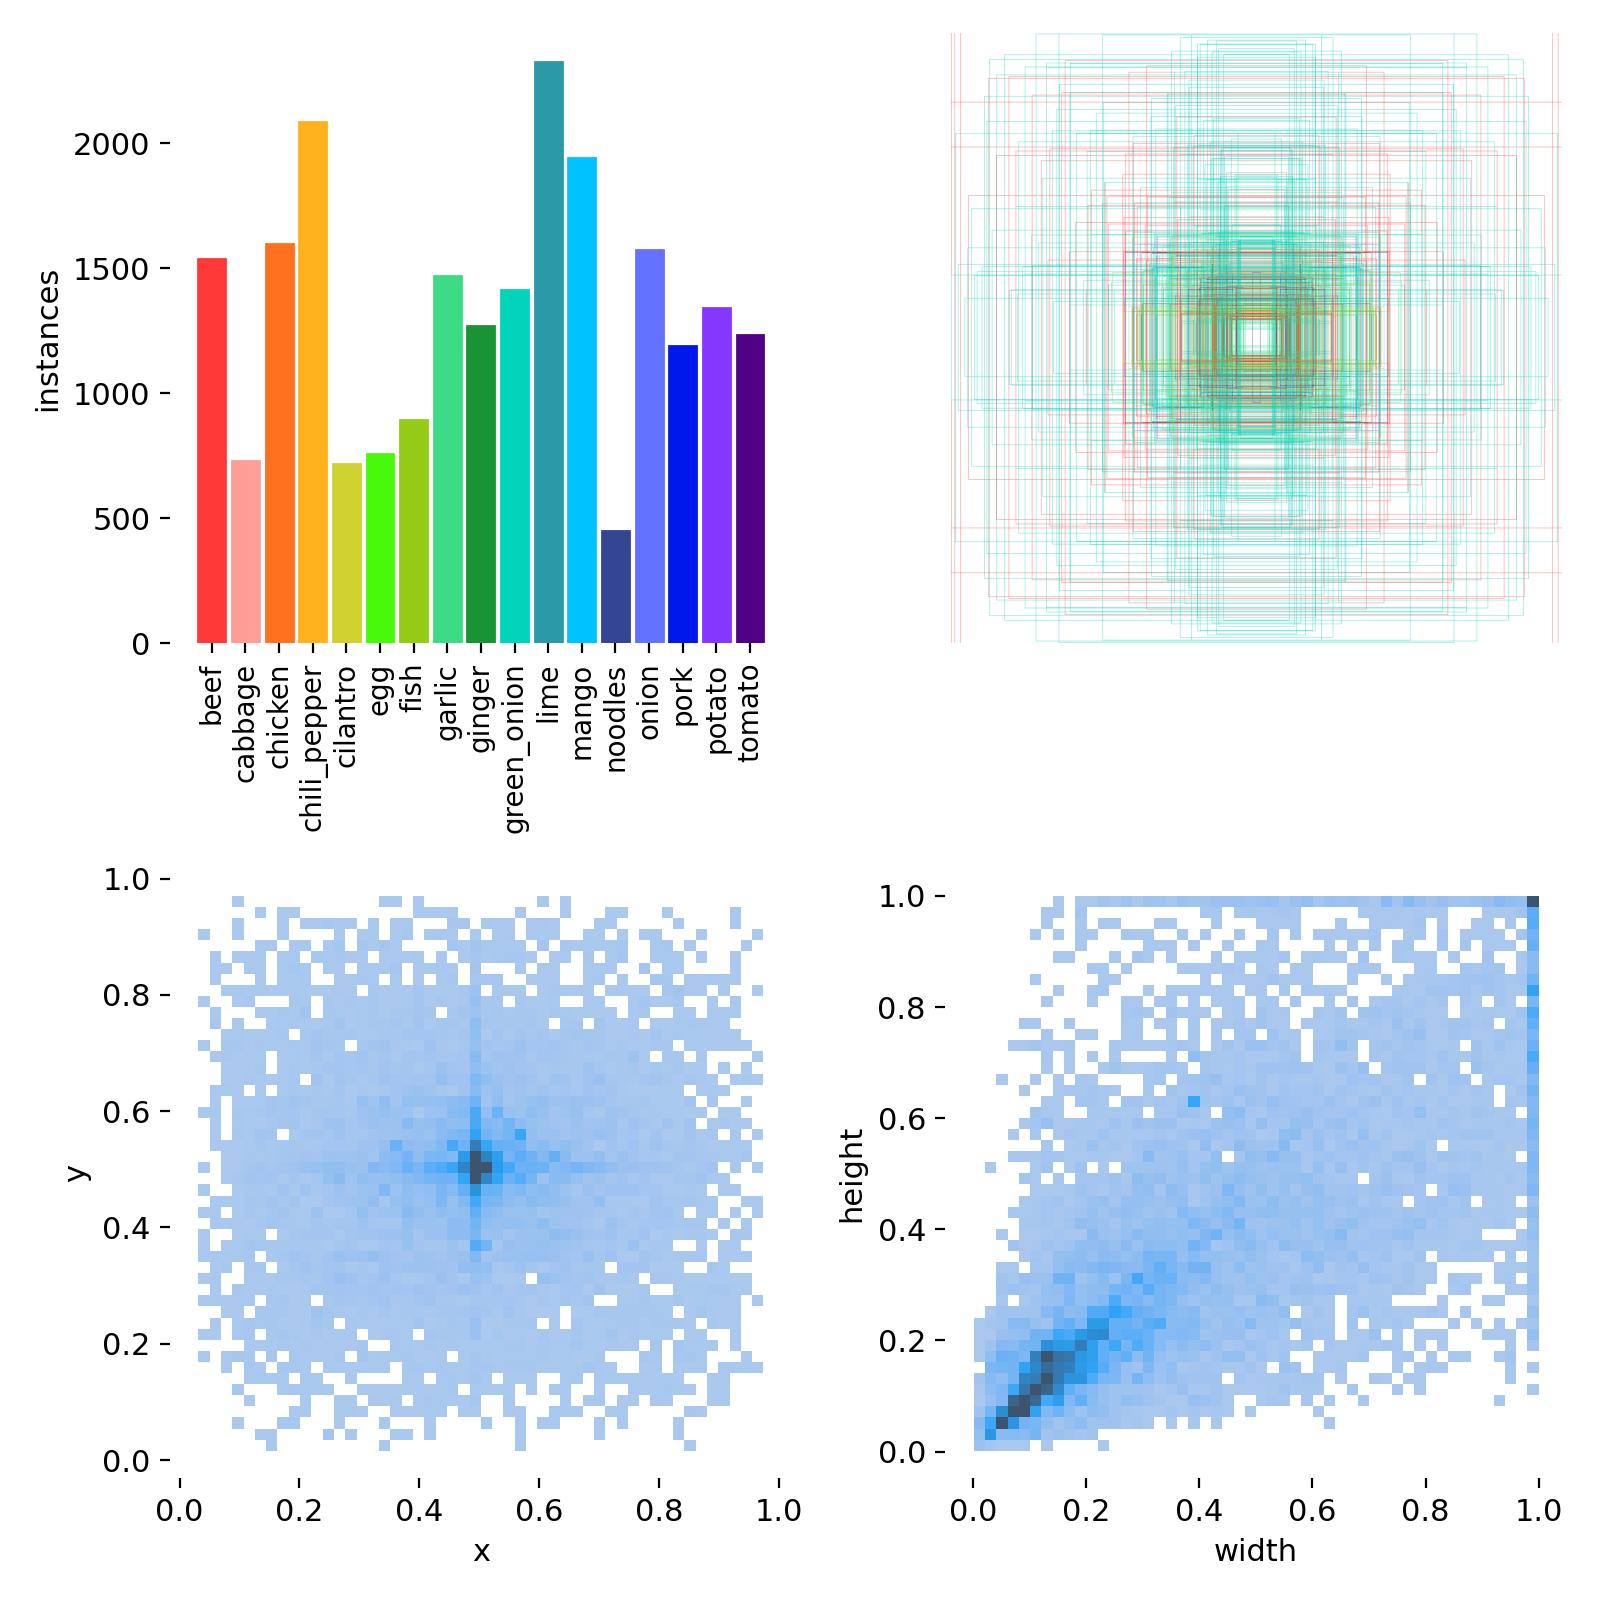 instances
2000
1500
1000
500
0
beef
cabbage
chicken
chili_pepper
cilantro
egg
fish
garlic
ginger
green_onion
lime
mango
noodles
onion
pork
potato
tomato
y
1.0
0.8
0.6
0.4
0.2
0.0
0.0 0.2 0.4 0.6 0.8 1.0
x
height
1.0
0.8
0.6
0.4
0.2
0.0
0.0 0.2 0.4 0.6 0.8 1.0
width